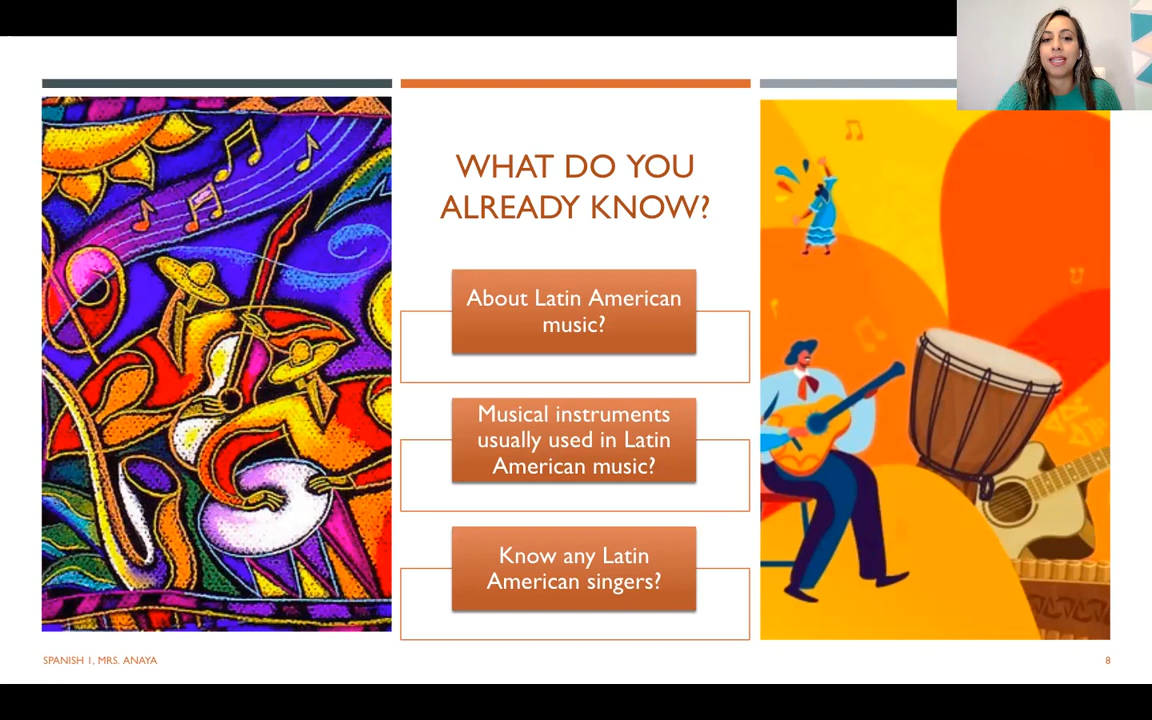 WHAT DO YOU
ALREADY KNOW?
About Latin American
music?
Musical instruments
usually used in Latin
American music?
Know any Latin
American singers?
SPANISH 1, MRS. ANAYA
8